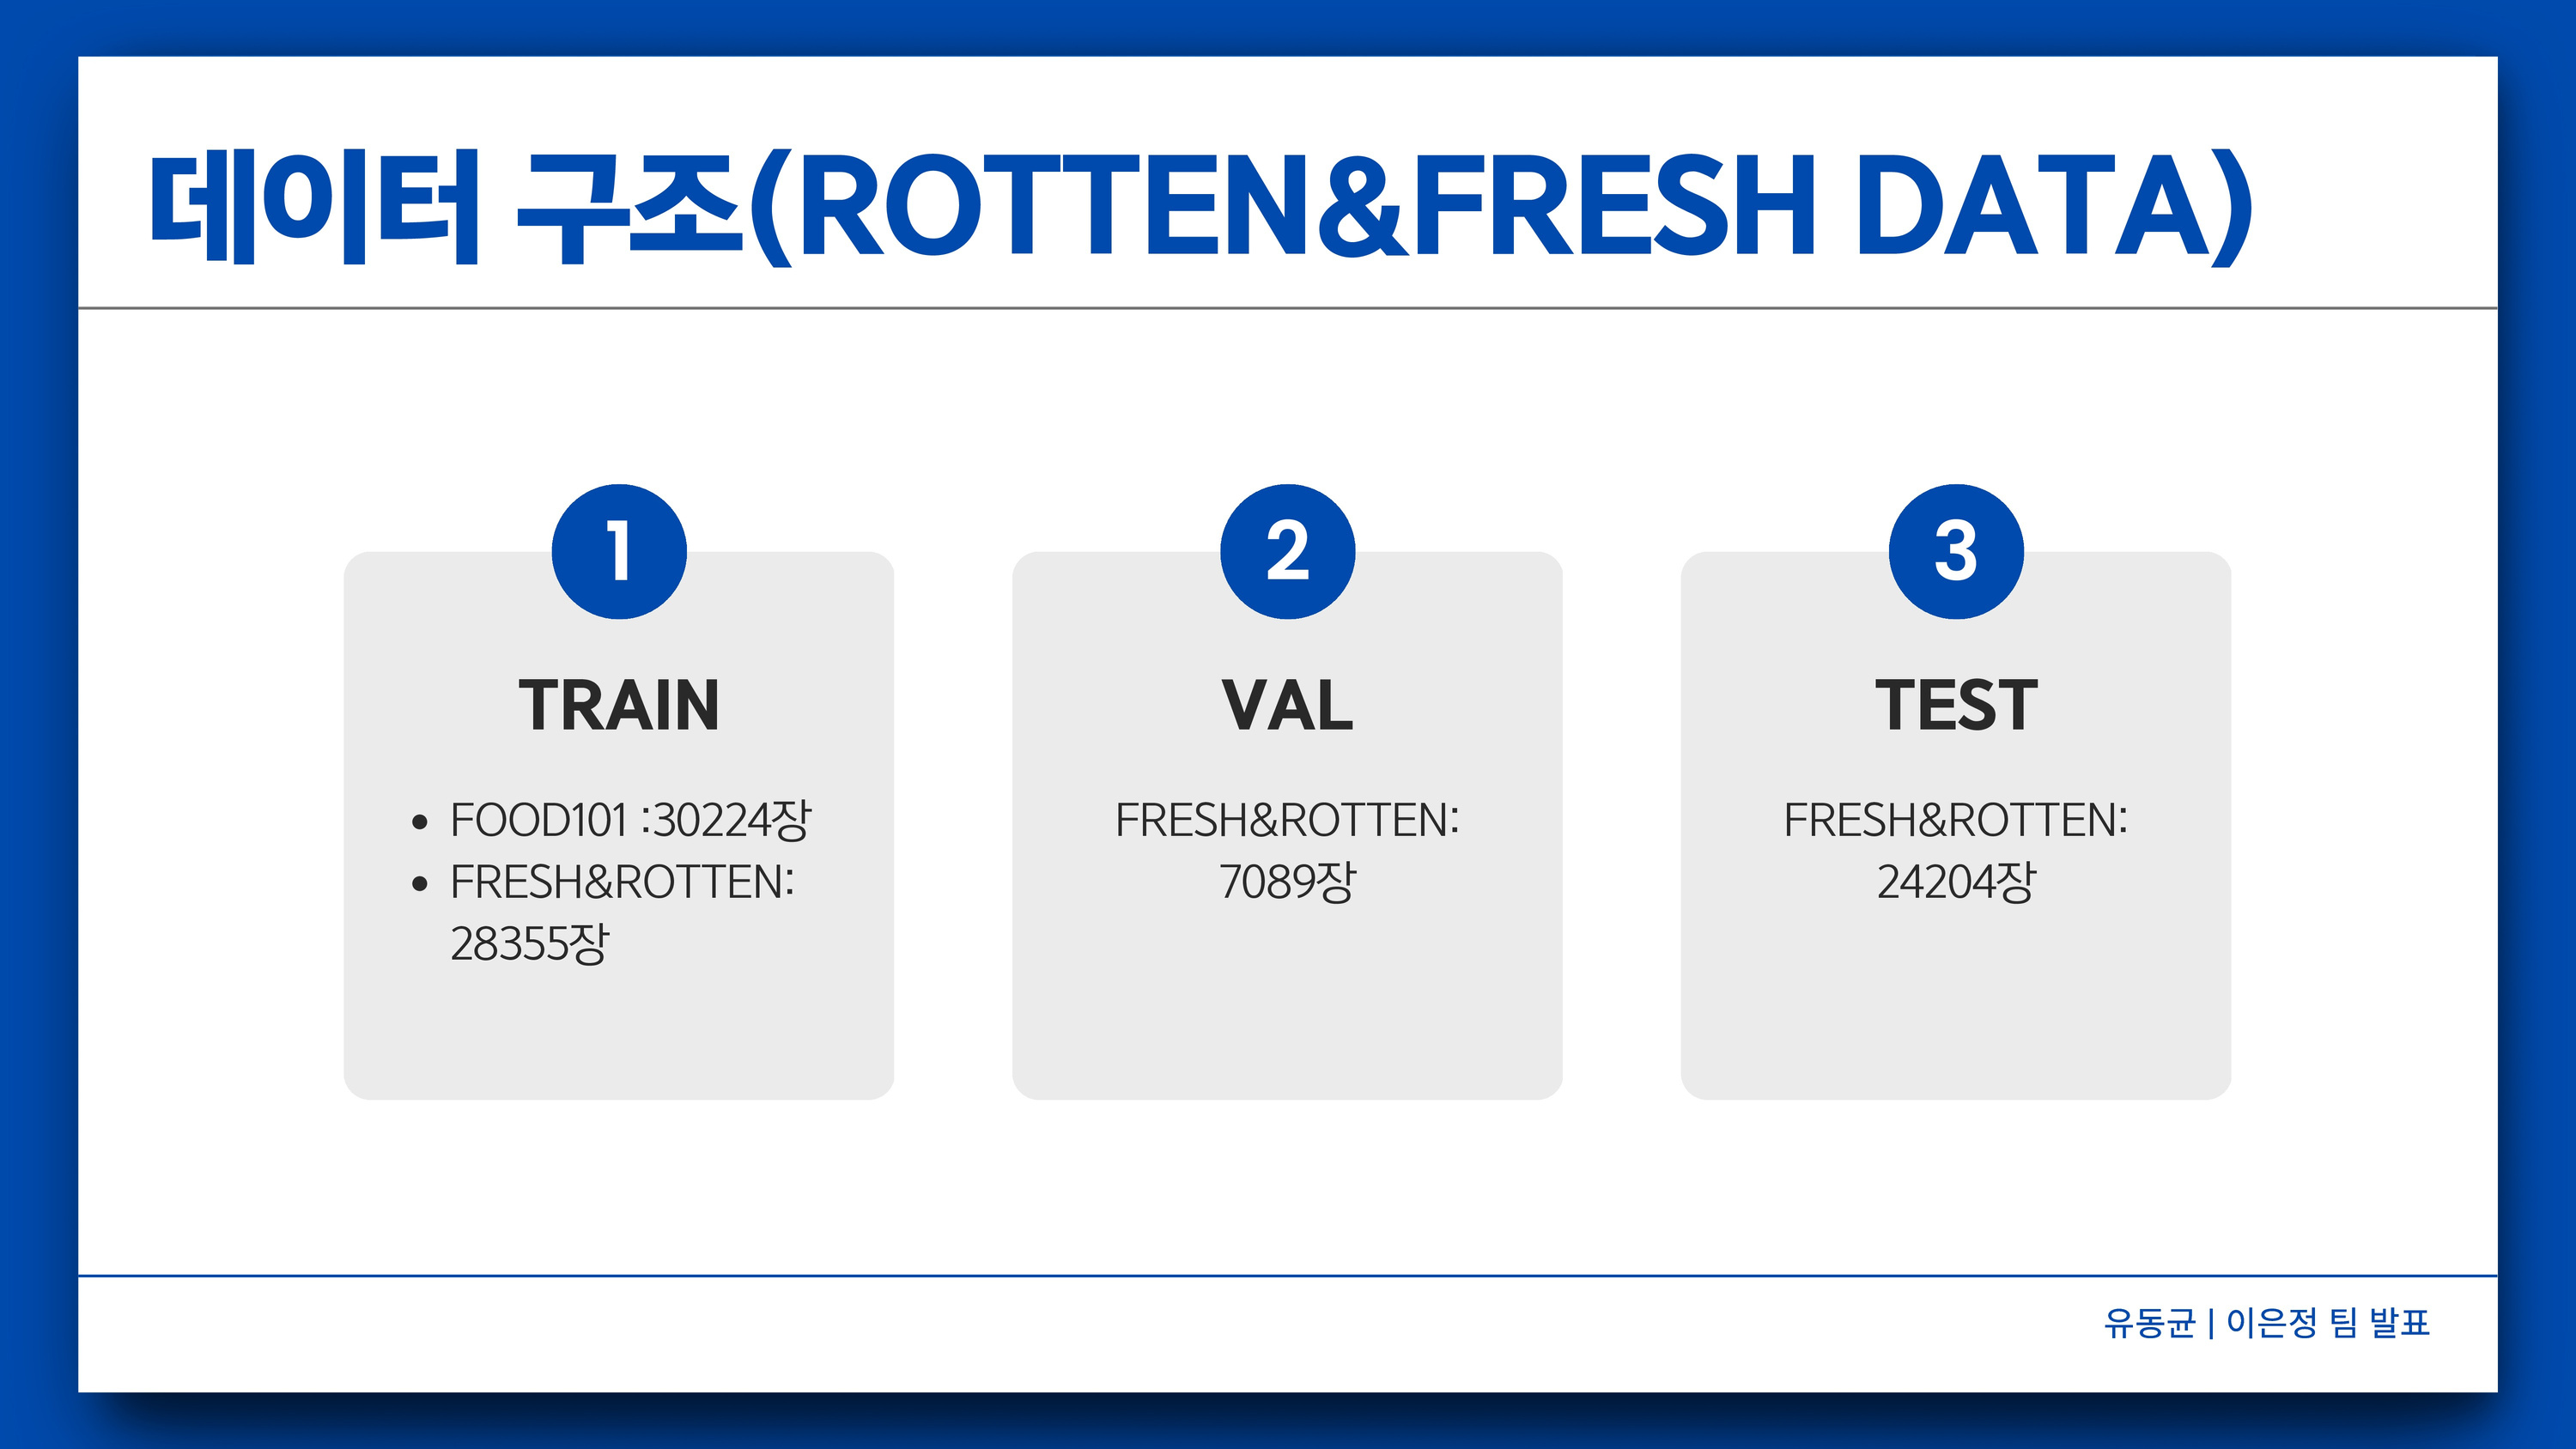 데이터 구조(ROTTEN&FRESH DATA)
1
TRAIN
• FOOD101 :30224장
• FRESH&ROTTEN:
28355장
2
VAL
FRESH&ROTTEN:
7089장
3
TEST
FRESH&ROTTEN:
24204장
유동균 | 이은정 팀 발표